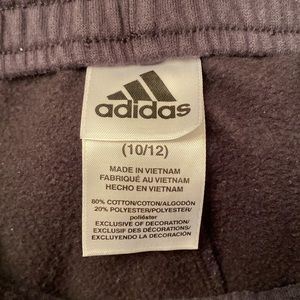 adidas
(10/12)
MADE IN VIETNAM
FABRIQUÉ AU VIETNAM
HECHO EN VIETNAM
80% COTTON/COTON/ALGODÓN
20% POLYESTER/POLYESTER/
poliéster
EXCLUSIVE OF DECORATION/
EXCLUSIF DES DÉCORATIONS/
EXCLUYENDO LA DECORACIÓN